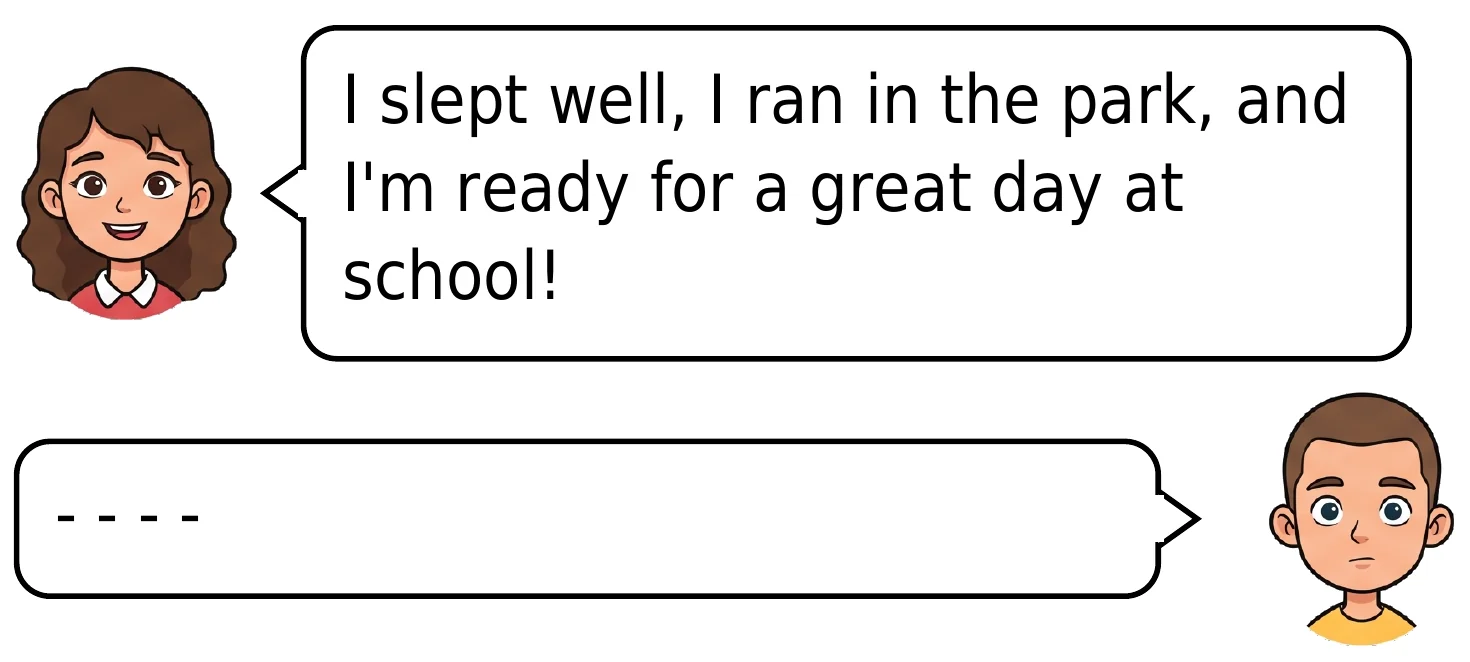 I slept well, I ran in the park, and
I'm ready for a great day at
school!
- - - -